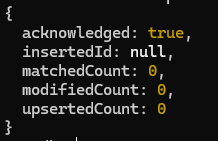 {
  acknowledged: true,
  insertedId: null,
  matchedCount: 0,
  modifiedCount: 0,
  upsertedCount: 0
}